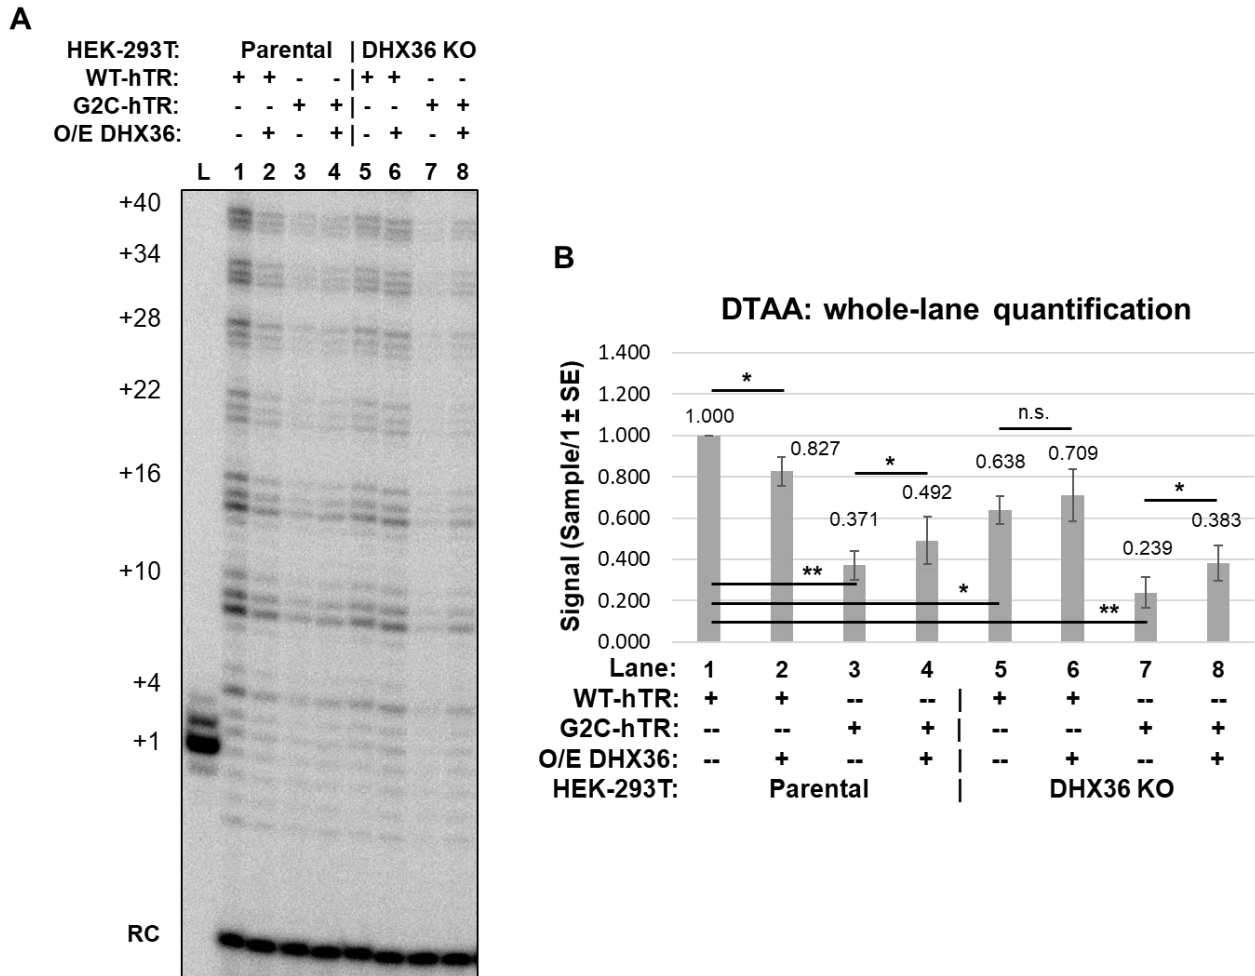 A
HEK-293T: Parental | DHX36 KO
WT-hTR: + + - - | + + - -
G2C-hTR: - - + + | - - + +
O/E DHX36: - + - + | - + - +
L 1 2 3 4 5 6 7 8
+40
+34
+28
+22
+16
+10
+4
+1
RC
B
DTAA: whole-lane quantification
Signal (Sample/1 ± SE)
1.400
1.200
1.000
0.800
0.600
0.400
0.200
0.000
*
n.s.
*
*
**
*
**
1.000
0.827
0.371
0.492
0.638
0.709
0.239
0.383
Lane: 1 2 3 4 5 6 7 8
WT-hTR: + + -- -- | + + -- --
G2C-hTR: -- -- + + | -- -- + +
O/E DHX36: -- + -- + | -- + -- +
HEK-293T: Parental | DHX36 KO